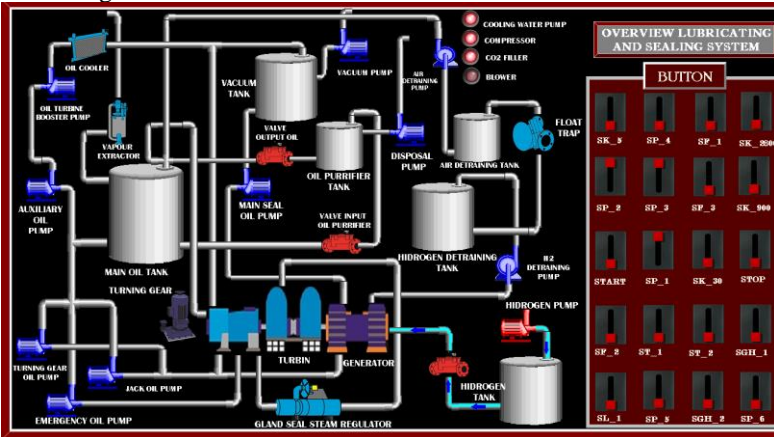 COOLING WATER PUMP
COMPRESSOR
CO2 FILLER
BLOWER
OVERVIEW LUBRICATING
AND SEALING SYSTEM
OIL COOLER
VACUUM
TANK
VACUUM PUMP
AIR
DETRAINING
PUMP
BUTTON
OIL TURBINE
BOOSTER PUMP
VAPOUR
EXTRACTOR
VALVE
OUTPUT OIL
OIL PURRIFIER
TANK
DISPOSAL
PUMP
AIR DETRAINING TANK
FLOAT
TRAP
SK_5
SP_4
SF_1
AUXILIARY
OIL
PUMP
MAIN OIL TANK
MAIN SEAL
OIL PUMP
VALVE INPUT
OIL PURRIFIER
HIDROGEN DETRAINING
TANK
H2
DETRAINING
PUMP
SP_2
SP_3
SF_3
SK_900
TURNING GEAR
HIDROGEN PUMP
START
SP_1
SK_30
STOP
TURBIN
GENERATOR
TURNING GEAR
OIL PUMP
JACK OIL PUMP
HIDROGEN
TANK
SF_2
ST_1
ST_2
SGH_1
EMERGENCY OIL PUMP
GLAND SEAL STEAM REGULATOR
SL_1
SP_5
SGH_2
SP_6